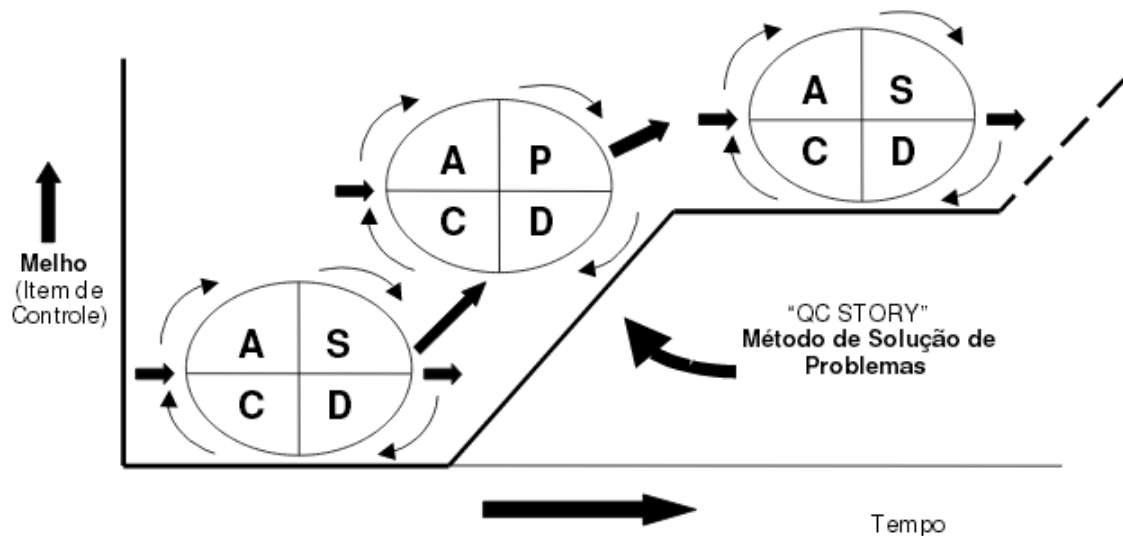 A S
C D
A P
C D
A S
C D
Melho
(Item de
Controle)
"QC STORY"
Método de Solução de
Problemas
Tempo